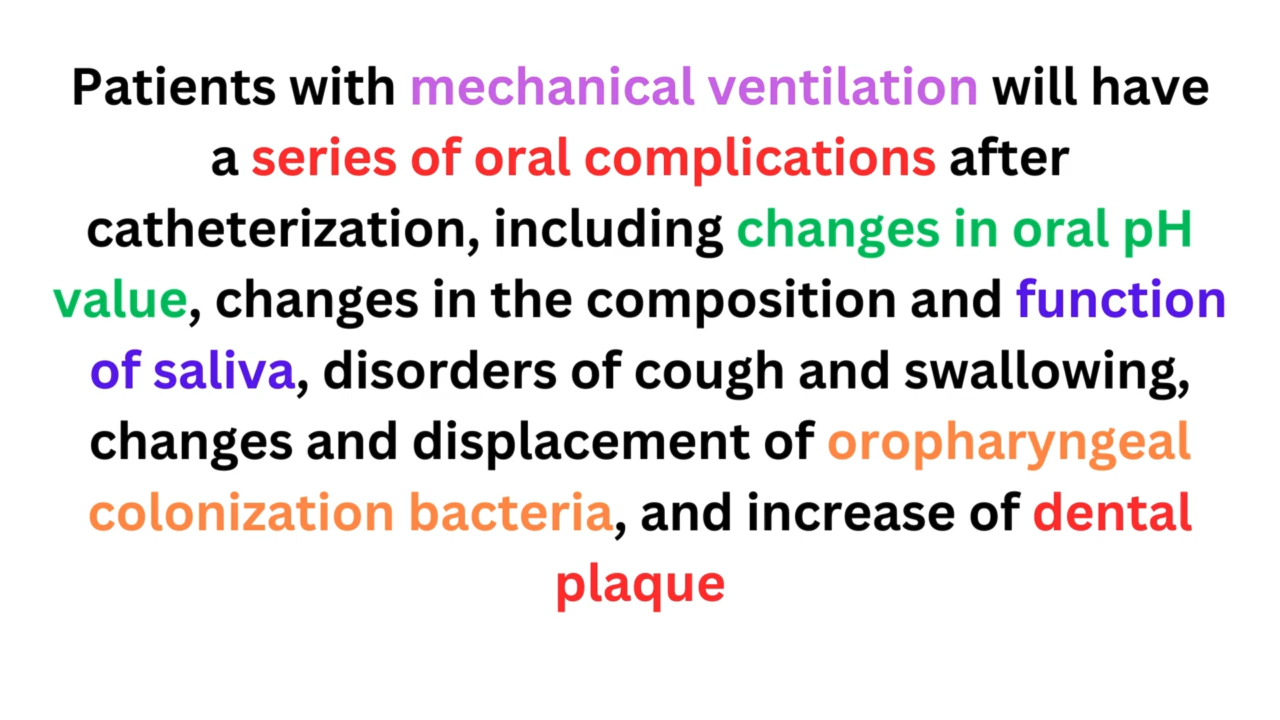 Patients with mechanical ventilation will have
a series of oral complications after
catheterization, including changes in oral pH
value, changes in the composition and function
of saliva, disorders of cough and swallowing,
changes and displacement of oropharyngeal
colonization bacteria, and increase of dental
plaque